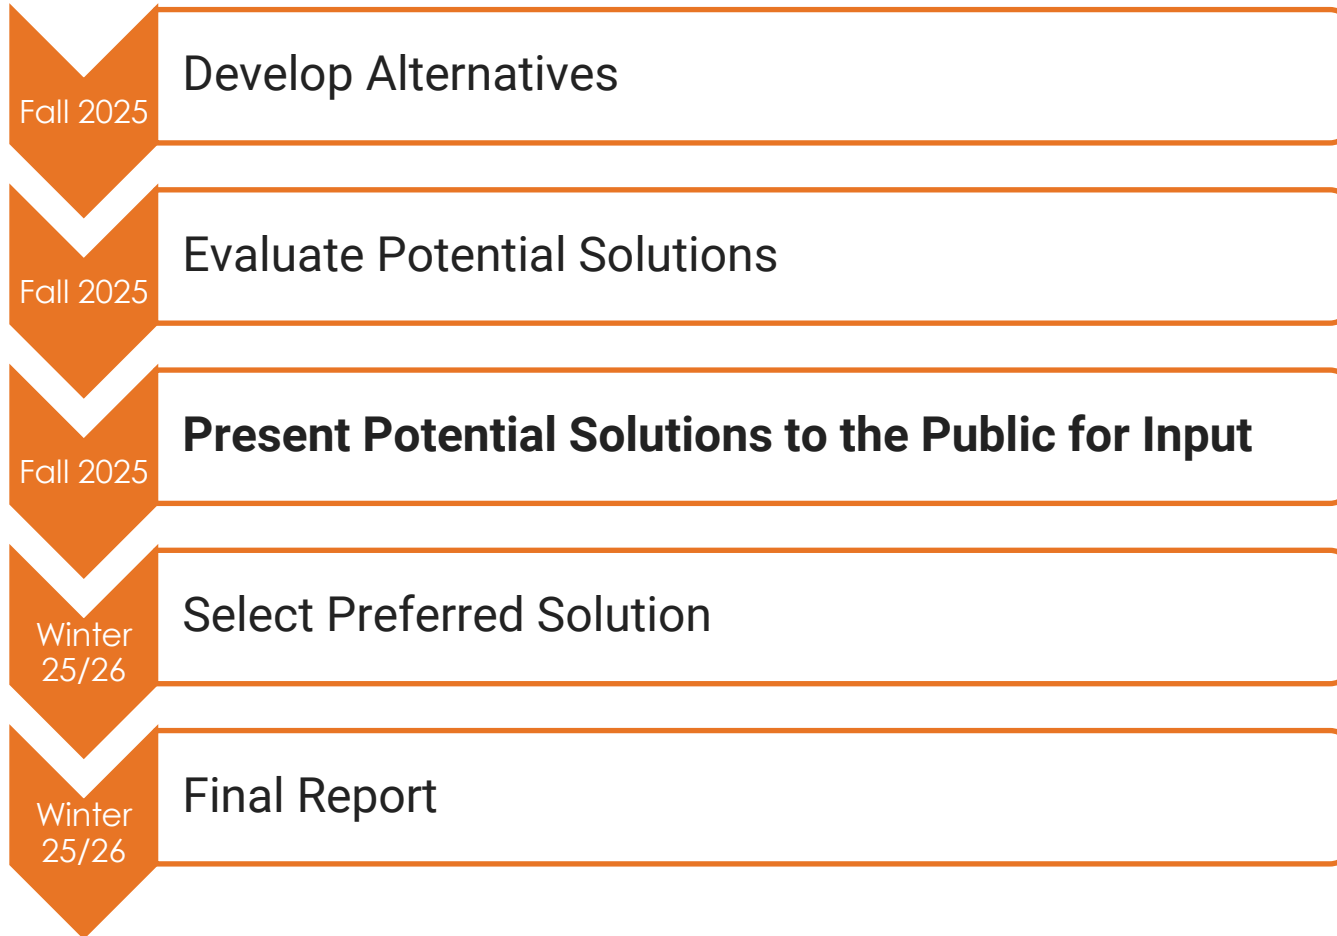 Fall 2025
Develop Alternatives
Fall 2025
Evaluate Potential Solutions
Fall 2025
Present Potential Solutions to the Public for Input
Winter
25/26
Select Preferred Solution
Winter
25/26
Final Report